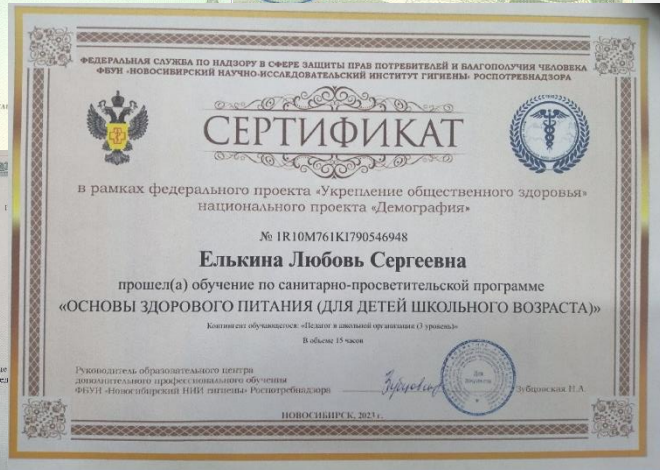 ФЕДЕРАЛЬНАЯ СЛУЖБА ПО НАДЗОРУ В СФЕРЕ ЗАЩИТЫ ПРАВ ПОТРЕБИТЕЛЕЙ И БЛАГОПОЛУЧИЯ ЧЕЛОВЕКА
ФБУН «НОВОСИБИРСКИЙ НАУЧНО-ИССЛЕДОВАТЕЛЬСКИЙ ИНСТИТУТ ГИГИЕНЫ» РОСПОТРЕБНАДЗОРА
СЕРТИФИКАТ
в рамках федерального проекта «Укрепление общественного здоровья»
национального проекта «Демография»
№ 1R10M761K1790546948
Елькина Любовь Сергеевна
прошел(а) обучение по санитарно-просветительской программе
«ОСНОВЫ ЗДОРОВОГО ПИТАНИЯ (ДЛЯ ДЕТЕЙ ШКОЛЬНОГО ВОЗРАСТА)»
Контингент обучающегося: «Педагог в школьной организации (3 уровень)»
В объеме 15 часов
Руководитель образовательного центра
дополнительного профессионального обучения
ФБУН «Новосибирский НИИ гигиены» Роспотребнадзора
Зубцовская Н.А.
НОВОСИБИРСК, 2023 г.